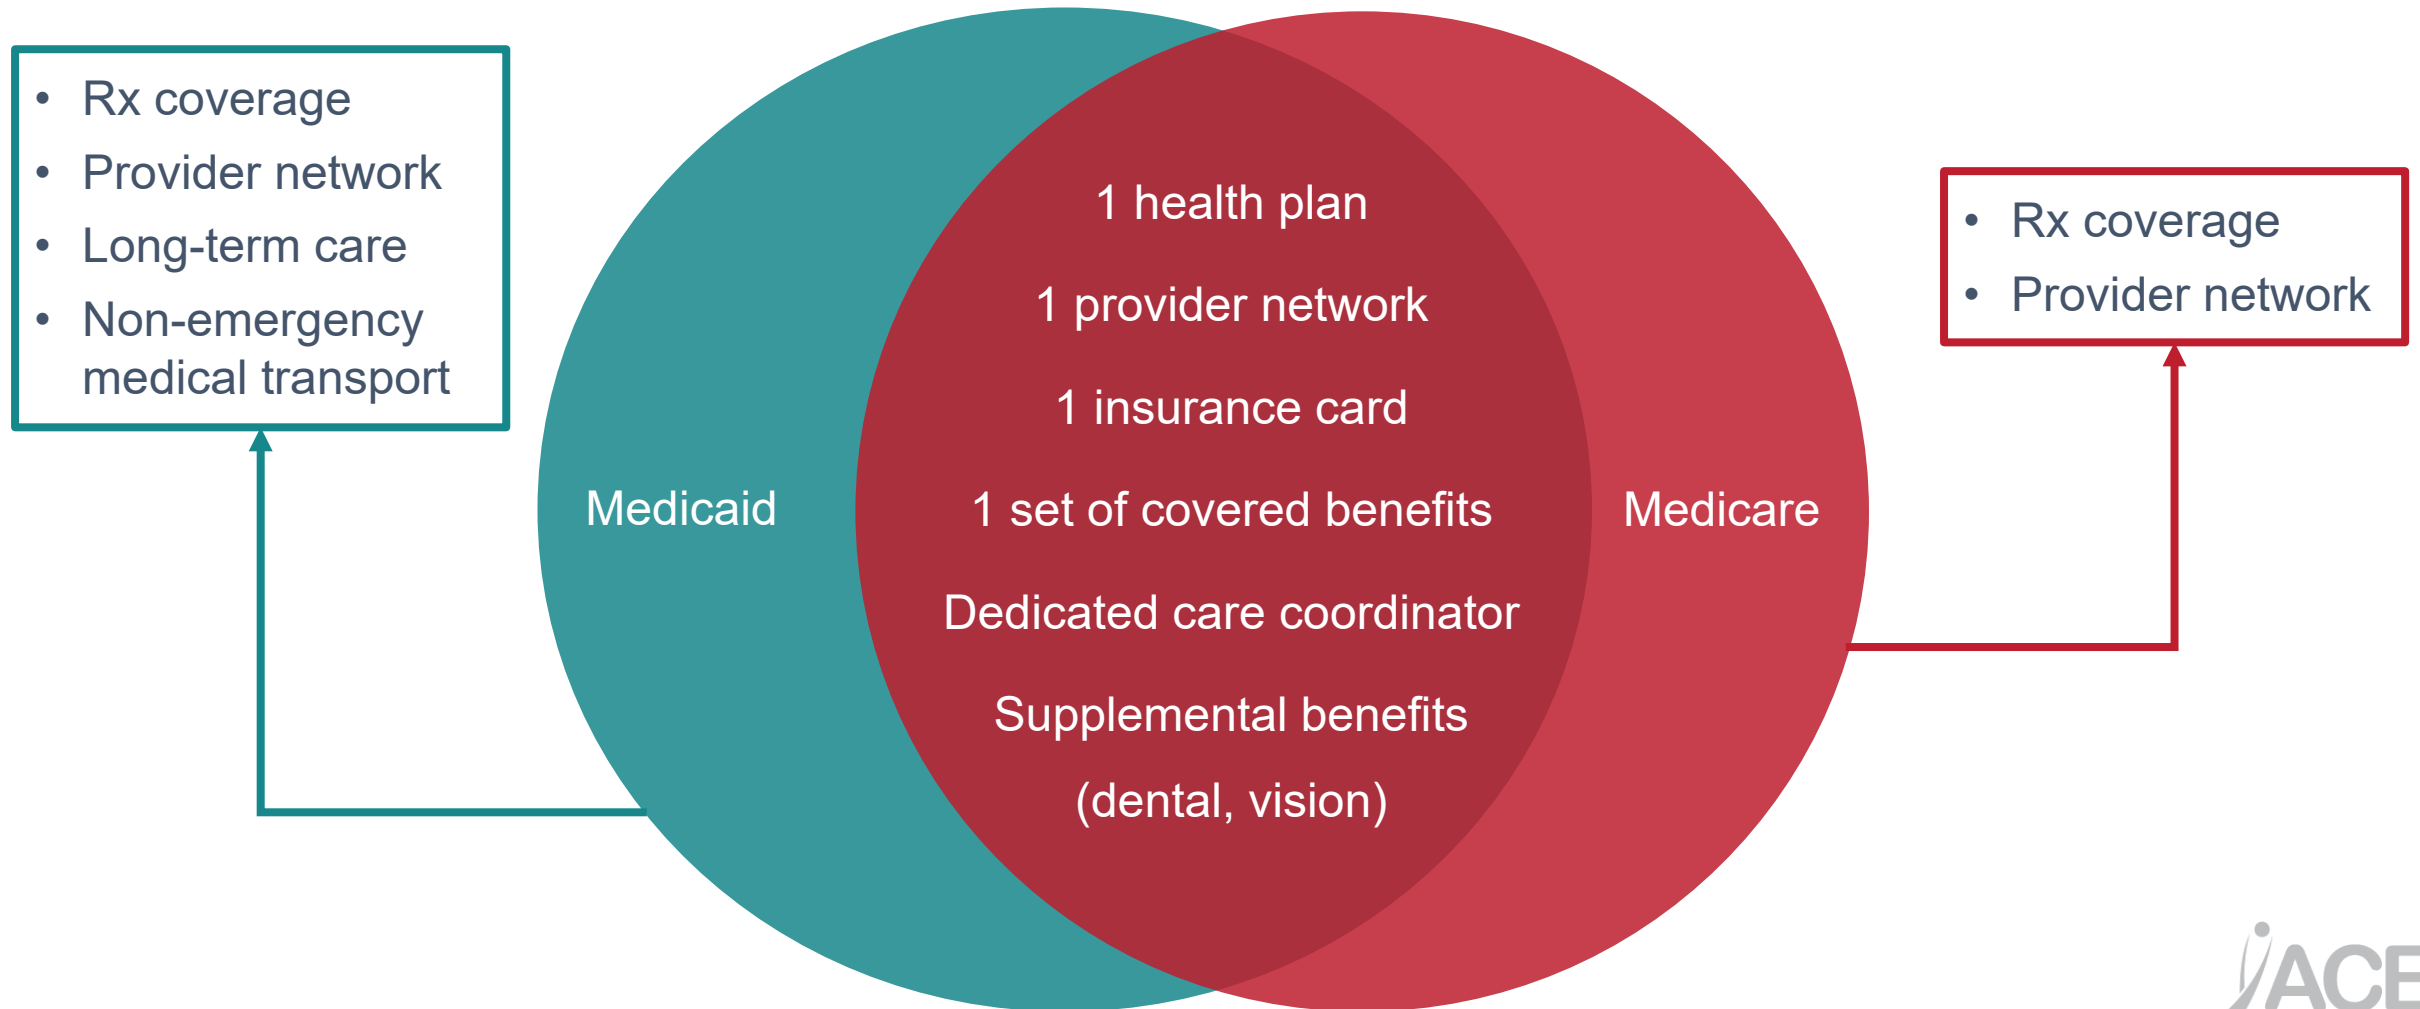 • Rx coverage
• Provider network
• Long-term care
• Non-emergency
medical transport
Medicaid
1 health plan
1 provider network
1 insurance card
1 set of covered benefits
Dedicated care coordinator
Supplemental benefits
(dental, vision)
Medicare
• Rx coverage
• Provider network
ACE